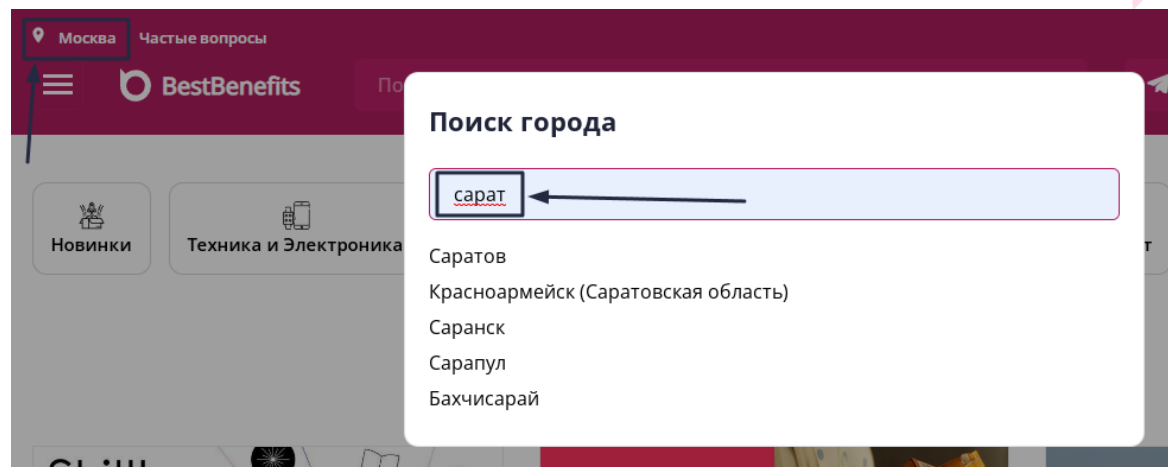 Москва Частые вопросы
BestBenefits
По
Поиск города
сарат
Новинки
Техника и Электроника
т
Саратов
Красноармейск (Саратовская область)
Саранск
Сарапул
Бахчисарай